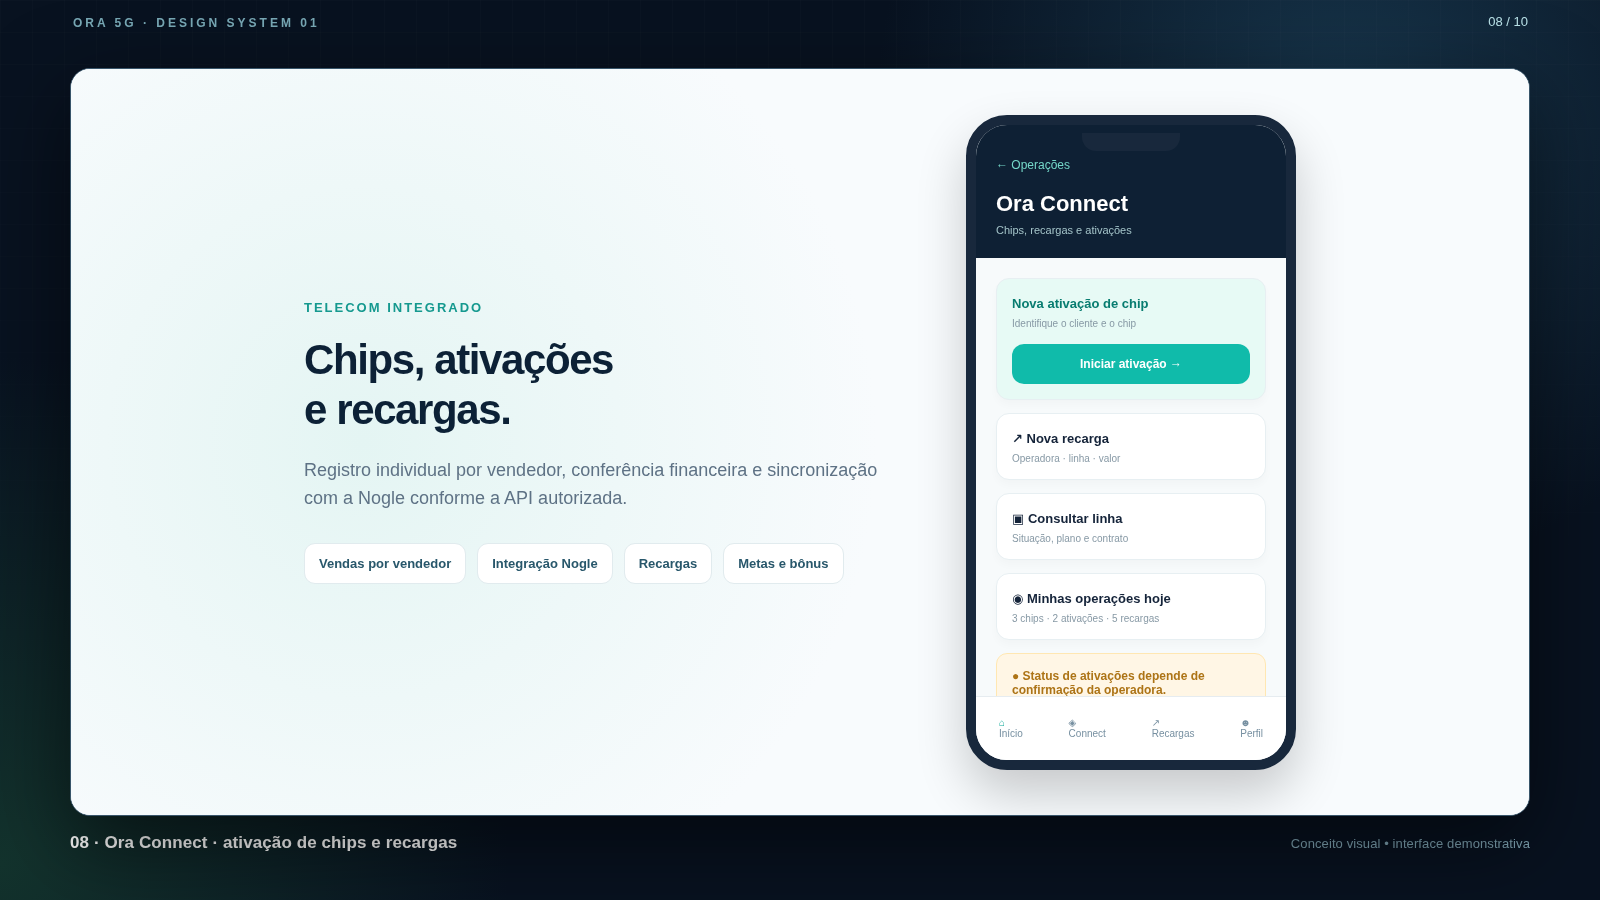 ORA 5G · DESIGN SYSTEM 01
08 / 10
TELECOM INTEGRADO
Chips, ativações
e recargas.
Registro individual por vendedor, conferência financeira e sincronização
com a Nogle conforme a API autorizada.
Vendas por vendedor
Integração Nogle
Recargas
Metas e bônus
← Operações
Ora Connect
Chips, recargas e ativações
Nova ativação de chip
Identifique o cliente e o chip
Iniciar ativação →
↗ Nova recarga
Operadora · linha · valor
▣ Consultar linha
Situação, plano e contrato
◉ Minhas operações hoje
3 chips · 2 ativações · 5 recargas
● Status de ativações depende de
confirmação da operadora.
⌂ Início
◈ Connect
↗ Recargas
☻ Perfil
08 · Ora Connect · ativação de chips e recargas
Conceito visual • interface demonstrativa